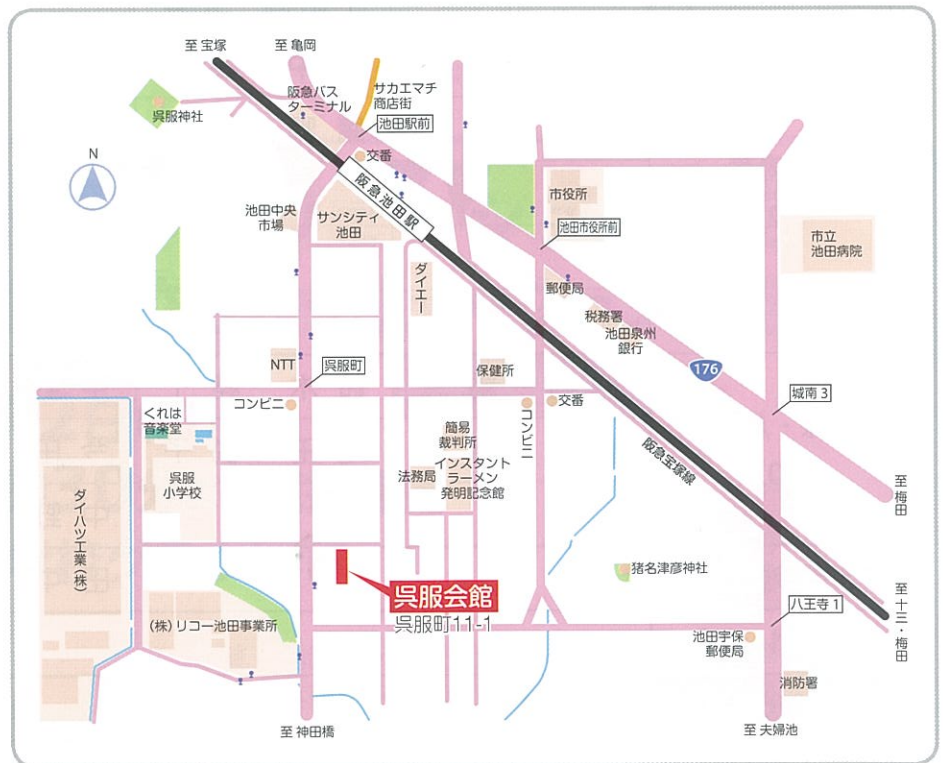 至 宝塚
至 亀岡
阪急バス
ターミナル
サカエマチ
商店街
呉服神社
池田駅前
交番
N
阪急池田駅
市役所
池田中央
市場
サンシティ
池田
池田市役所前
市立
池田病院
ダイエー
郵便局
税務署
池田泉州
銀行
NTT
呉服町
保健所
176
城南 3
コンビニ
コンビニ
交番
くれは
音楽堂
簡易
裁判所
阪急宝塚線
呉服
小学校
法務局
インスタント
ラーメン
発明記念館
至 梅田
ダイハツ工業(株)
猪名津彦神社
呉服会館
呉服町11-1
至 十三・梅田
八王寺 1
(株)リコー池田事業所
池田宇保
郵便局
消防署
至 神田橋
至 夫婦池